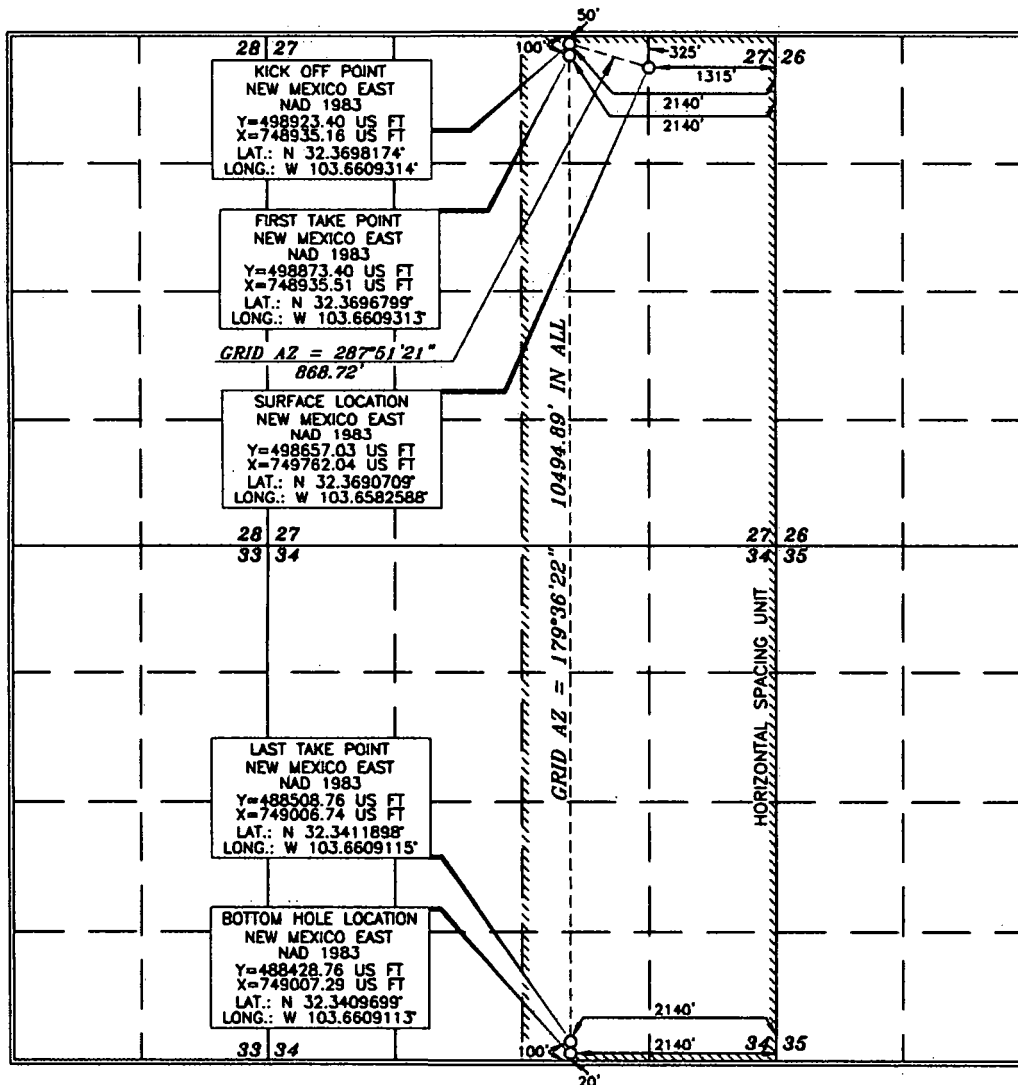 50'
100'
28 27
27 26
325'
1315'
2140'
2140'
KICK OFF POINT
NEW MEXICO EAST
NAD 1983
Y=498923.40 US FT
X=748935.16 US FT
LAT.: N 32.3698174°
LONG.: W 103.6609314°
FIRST TAKE POINT
NEW MEXICO EAST
NAD 1983
Y=498873.40 US FT
X=748935.51 US FT
LAT.: N 32.3696799°
LONG.: W 103.6609313°
GRID AZ = 287°51'21"
868.72'
SURFACE LOCATION
NEW MEXICO EAST
NAD 1983
Y=498657.03 US FT
X=749762.04 US FT
LAT.: N 32.3690709°
LONG.: W 103.6582588°
GRID AZ = 179°36'22" 10494.89' IN ALL
28 27
33 34
27 26
34 35
HORIZONTAL SPACING UNIT
LAST TAKE POINT
NEW MEXICO EAST
NAD 1983
Y=488508.76 US FT
X=749006.74 US FT
LAT.: N 32.3411898°
LONG.: W 103.6609115°
BOTTOM HOLE LOCATION
NEW MEXICO EAST
NAD 1983
Y=488428.76 US FT
X=749007.29 US FT
LAT.: N 32.3409699°
LONG.: W 103.6609113°
2140'
33 34
100'
2140'
34 35
20'